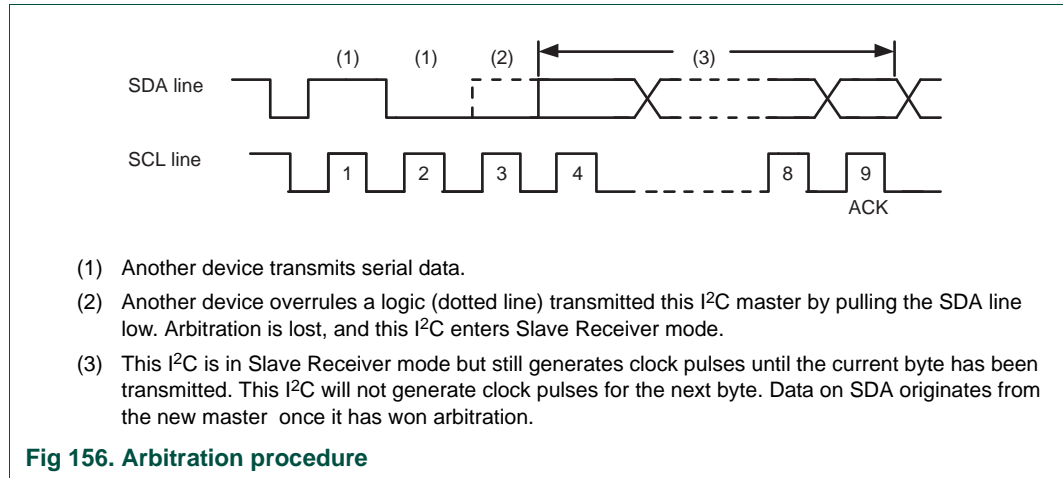 (1) (1) (2) (3)
SDA line
SCL line
1 2 3 4 8 9
ACK
(1) Another device transmits serial data.
(2) Another device overrules a logic (dotted line) transmitted this I2C master by pulling the SDA line
low. Arbitration is lost, and this I2C enters Slave Receiver mode.
(3) This I2C is in Slave Receiver mode but still generates clock pulses until the current byte has been
transmitted. This I2C will not generate clock pulses for the next byte. Data on SDA originates from
the new master once it has won arbitration.
Fig 156. Arbitration procedure